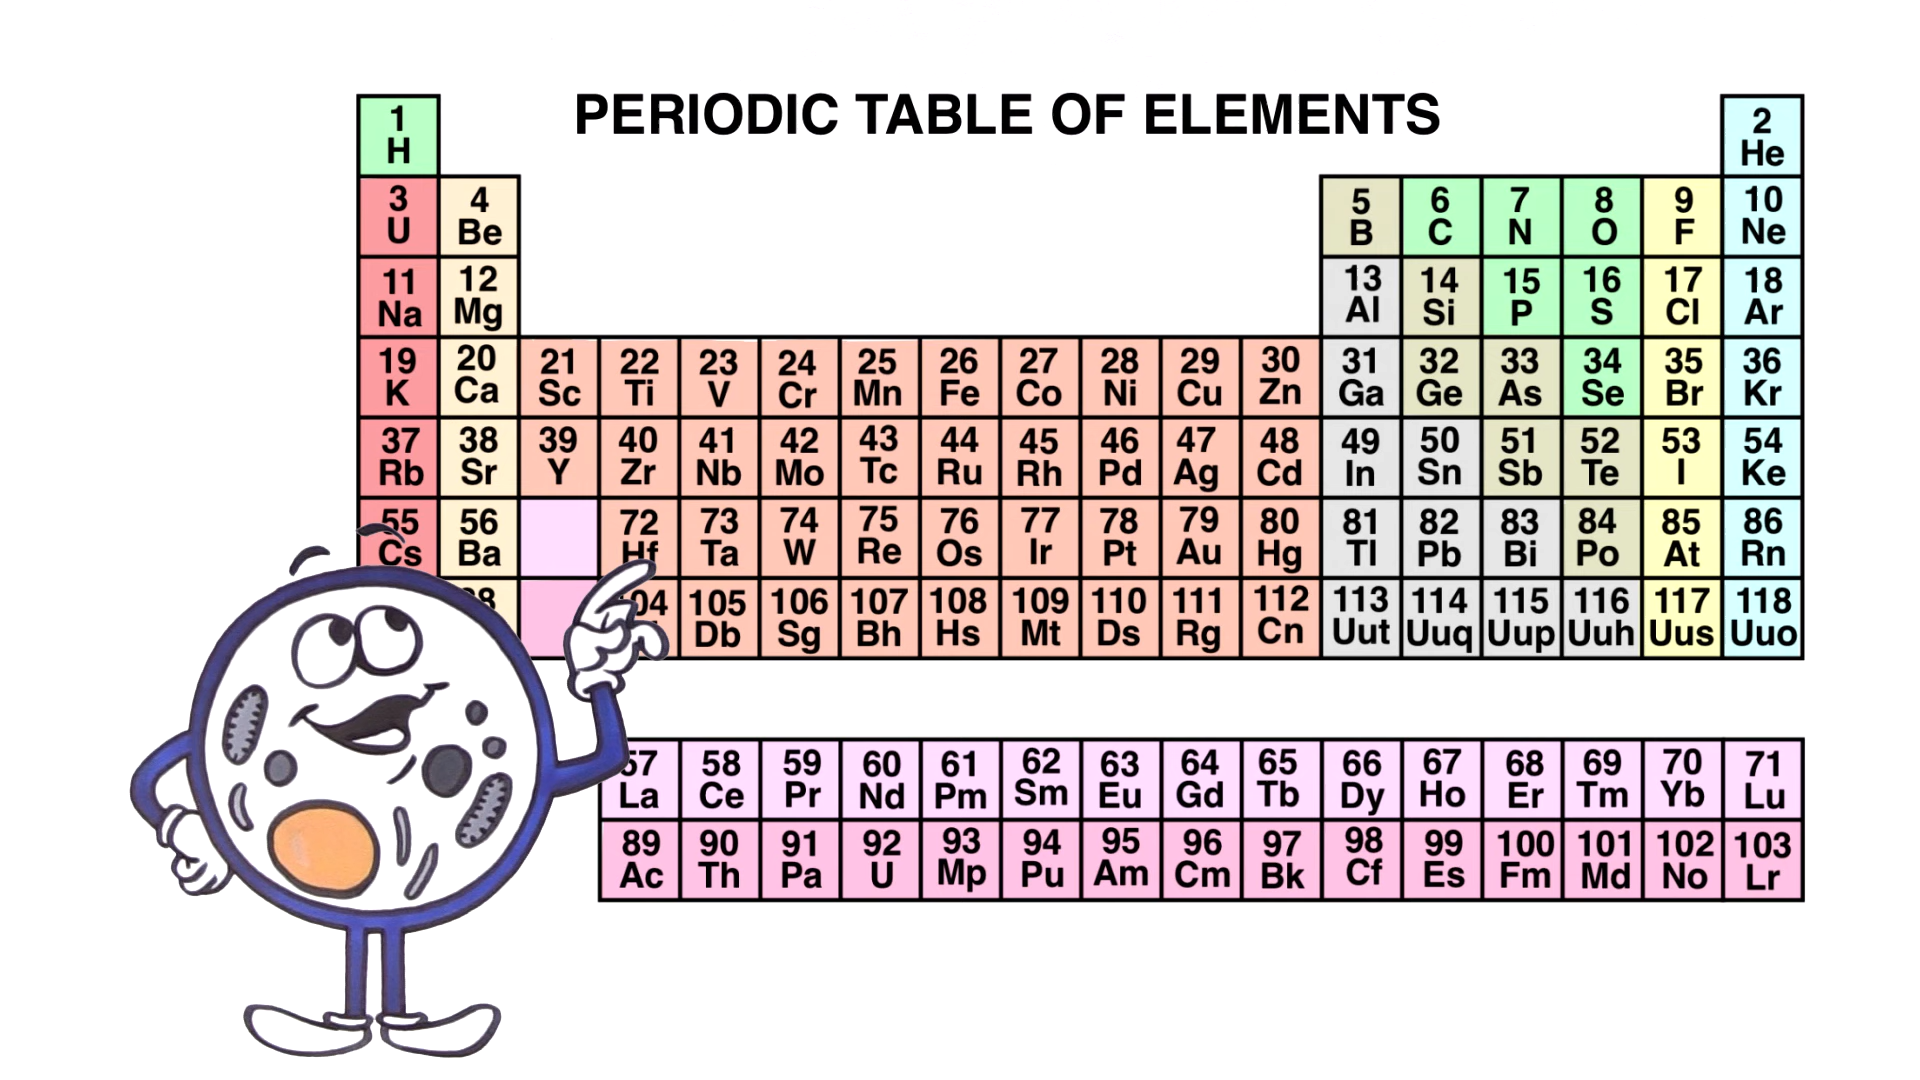 PERIODIC TABLE OF ELEMENTS
1 2
H He
3 4 5 6 7 8 9 10
U Be B C N O F Ne
11 12 13 14 15 16 17 18
Na Mg Al Si P S Cl Ar
19 20 21 22 23 24 25 26 27 28 29 30 31 32 33 34 35 36
K Ca Sc Ti V Cr Mn Fe Co Ni Cu Zn Ga Ge As Se Br Kr
37 38 39 40 41 42 43 44 45 46 47 48 49 50 51 52 53 54
Rb Sr Y Zr Nb Mo Tc Ru Rh Pd Ag Cd In Sn Sb Te I Ke
55 56 72 73 74 75 76 77 78 79 80 81 82 83 84 85 86
Cs Ba Hf Ta W Re Os Ir Pt Au Hg Tl Pb Bi Po At Rn
105 106 107 108 109 110 111 112 113 114 115 116 117 118
Db Sg Bh Hs Mt Ds Rg Cn Uut Uuq Uup Uuh Uus Uuo
57 58 59 60 61 62 63 64 65 66 67 68 69 70 71
La Ce Pr Nd Pm Sm Eu Gd Tb Dy Ho Er Tm Yb Lu
89 90 91 92 93 94 95 96 97 98 99 100 101 102 103
Ac Th Pa U Mp Pu Am Cm Bk Cf Es Fm Md No Lr